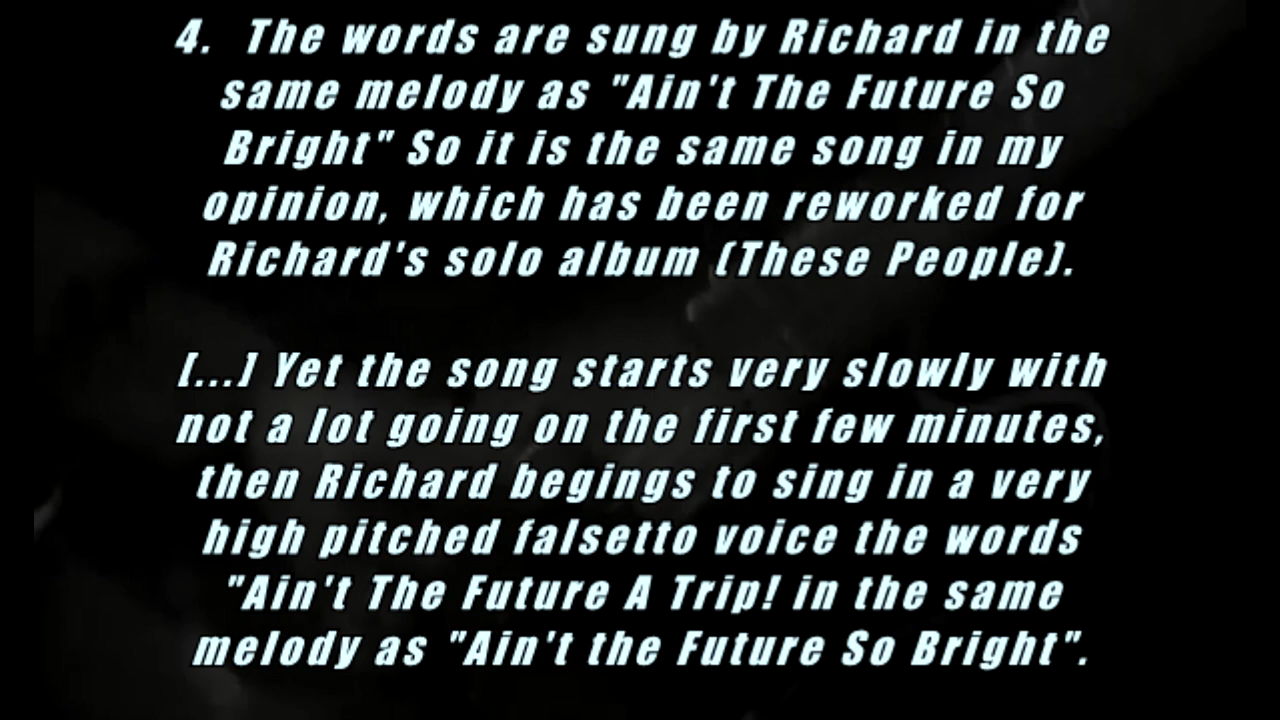 4. The words are sung by Richard in the
same melody as "Ain't The Future So
Bright" So it is the same song in my
opinion, which has been reworked for
Richard's solo album (These People).
[...] Yet the song starts very slowly with
not a lot going on the first few minutes,
then Richard begings to sing in a very
high pitched falsetto voice the words
"Ain't The Future A Trip! in the same
melody as "Ain't the Future So Bright".